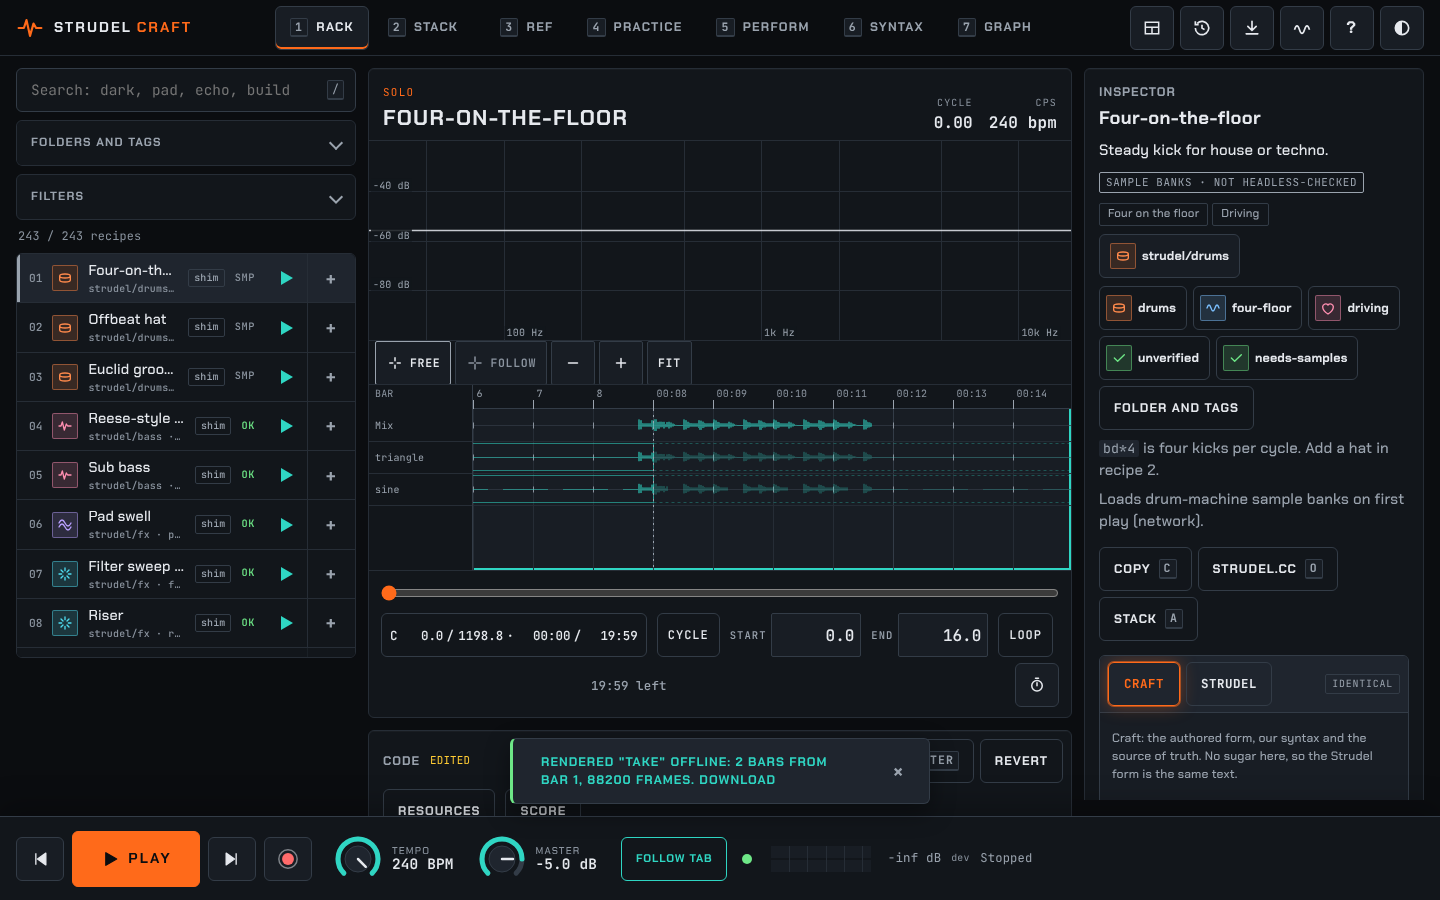 STRUDEL CRAFT
1 RACK
2 STACK
3 REF
4 PRACTICE
5 PERFORM
6 SYNTAX
7 GRAPH
?
Search: dark, pad, echo, build /
FOLDERS AND TAGS
FILTERS
243 / 243 recipes
01 Four-on-th… shim SMP +
strudel/drums…
02 Offbeat hat shim SMP +
strudel/drums…
03 Euclid groo… shim SMP +
strudel/drums…
04 Reese-style … shim OK +
strudel/bass ·…
05 Sub bass shim OK +
strudel/bass ·…
06 Pad swell shim OK +
strudel/fx · p…
07 Filter sweep … shim OK +
strudel/fx · f…
08 Riser shim OK +
strudel/fx · r…
SOLO
FOUR-ON-THE-FLOOR
CYCLE CPS
0.00 240 bpm
-40 dB
-60 dB
-80 dB
100 Hz 1k Hz 10k Hz
FREE FOLLOW − + FIT
BAR 6 7 8 00:08 00:09 00:10 00:11 00:12 00:13 00:14
Mix
triangle
sine
C 0.0 / 1198.8 · 00:00 / 19:59
CYCLE START 0.0 END 16.0 LOOP
19:59 left
CODE EDITED
TER REVERT
RESOURCES SCORE
RENDERED "TAKE" OFFLINE: 2 BARS FROM
BAR 1, 88200 FRAMES. DOWNLOAD
×
INSPECTOR
Four-on-the-floor
Steady kick for house or techno.
SAMPLE BANKS · NOT HEADLESS-CHECKED
Four on the floor Driving
strudel/drums
drums four-floor driving
unverified needs-samples
FOLDER AND TAGS
bd*4 is four kicks per cycle. Add a hat in
recipe 2.
Loads drum-machine sample banks on first
play (network).
COPY C STRUDEL.CC O
STACK A
CRAFT STRUDEL IDENTICAL
Craft: the authored form, our syntax and the
source of truth. No sugar here, so the Strudel
form is the same text.
PLAY
TEMPO
240 BPM
MASTER
-5.0 dB
FOLLOW TAB
-inf dB dev Stopped